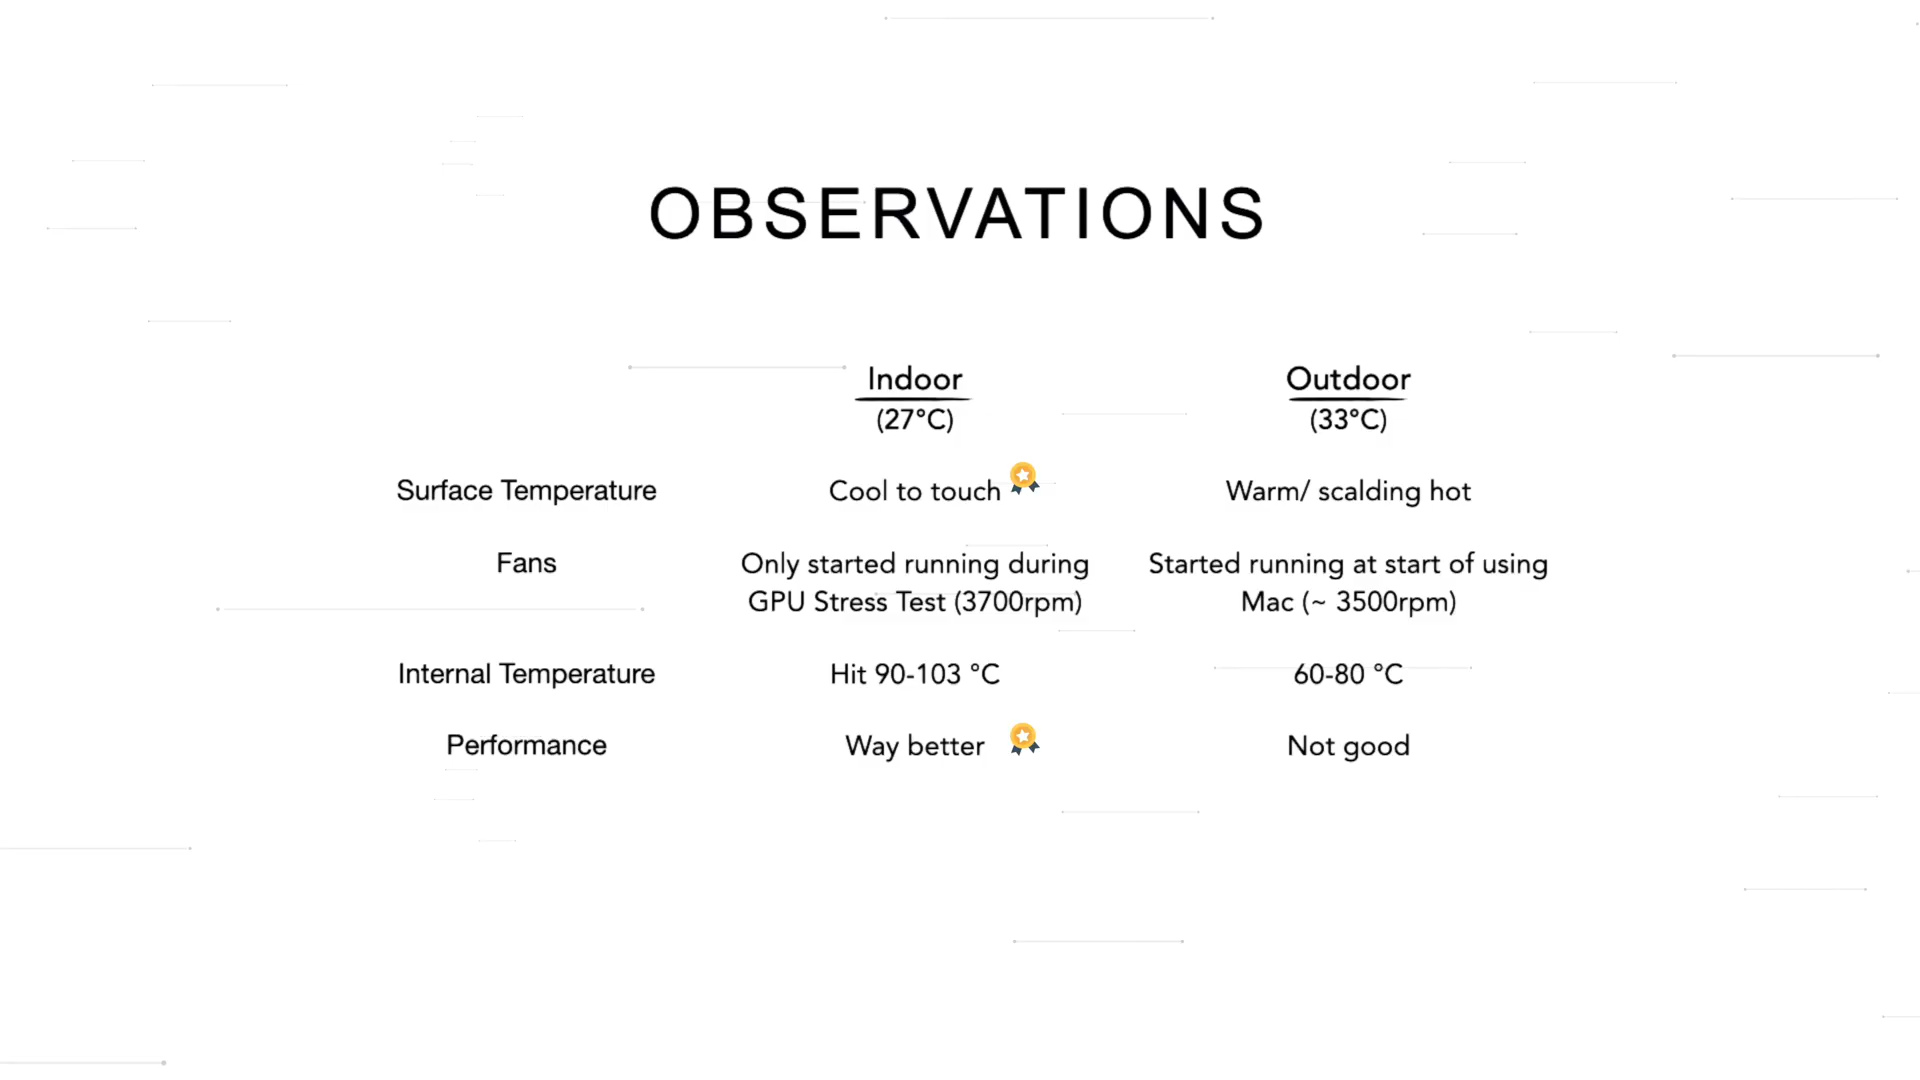 OBSERVATIONS
Indoor
(27°C)
Outdoor
(33°C)
Surface Temperature
Cool to touch
Warm/ scalding hot
Fans
Only started running during
GPU Stress Test (3700rpm)
Started running at start of using
Mac (~ 3500rpm)
Internal Temperature
Hit 90-103 °C
60-80 °C
Performance
Way better
Not good